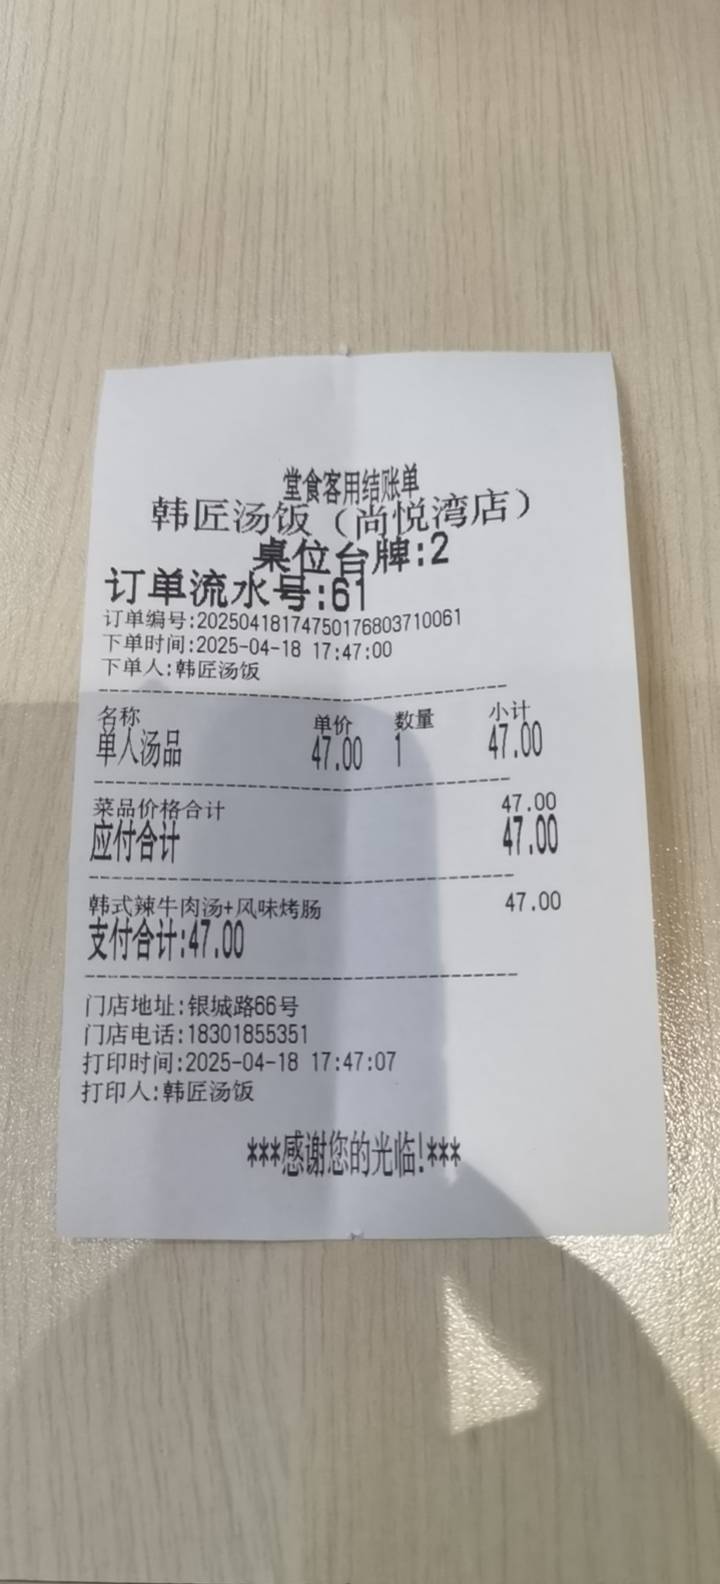 堂食客用结账单
韩匠汤饭（尚悦湾店）
桌位台牌:2
订单流水号:61
订单编号:20250418174750176803710061
下单时间:2025-04-18 17:47:00
下单人:韩匠汤饭
名称 单价 数量 小计
单人汤品 47.00 1 47.00
菜品价格合计 47.00
应付合计 47.00
韩式辣牛肉汤+风味烤肠 47.00
支付合计:47.00
门店地址:银城路66号
门店电话:18301855351
打印时间:2025-04-18 17:47:07
打印人:韩匠汤饭
***感谢您的光临!***